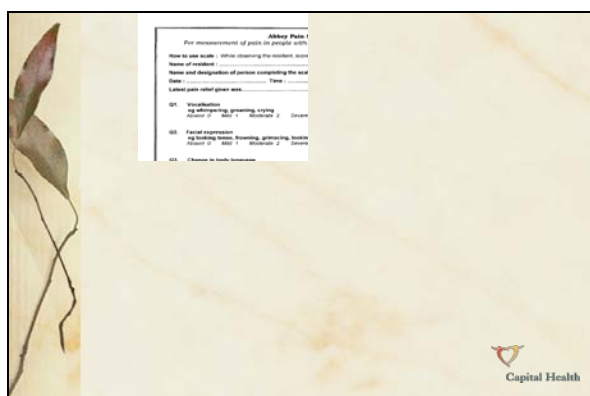 Abbey Pain
For measurement of pain in people with
How to use scale : While observing the resident, score
Name of resident : ............................................
Name and designation of person completing the
Date : .............................. Time : ....................
Latest pain relief given was.............................
Q1. Vocalisation
eg whimpering, groaning, crying
Absent 0 Mild 1 Moderate 2 Severe
Q2. Facial expression
eg looking tense, frowning, grimacing, looking
Absent 0 Mild 1 Moderate 2 Severe
Q3. Change in body language
Capital Health